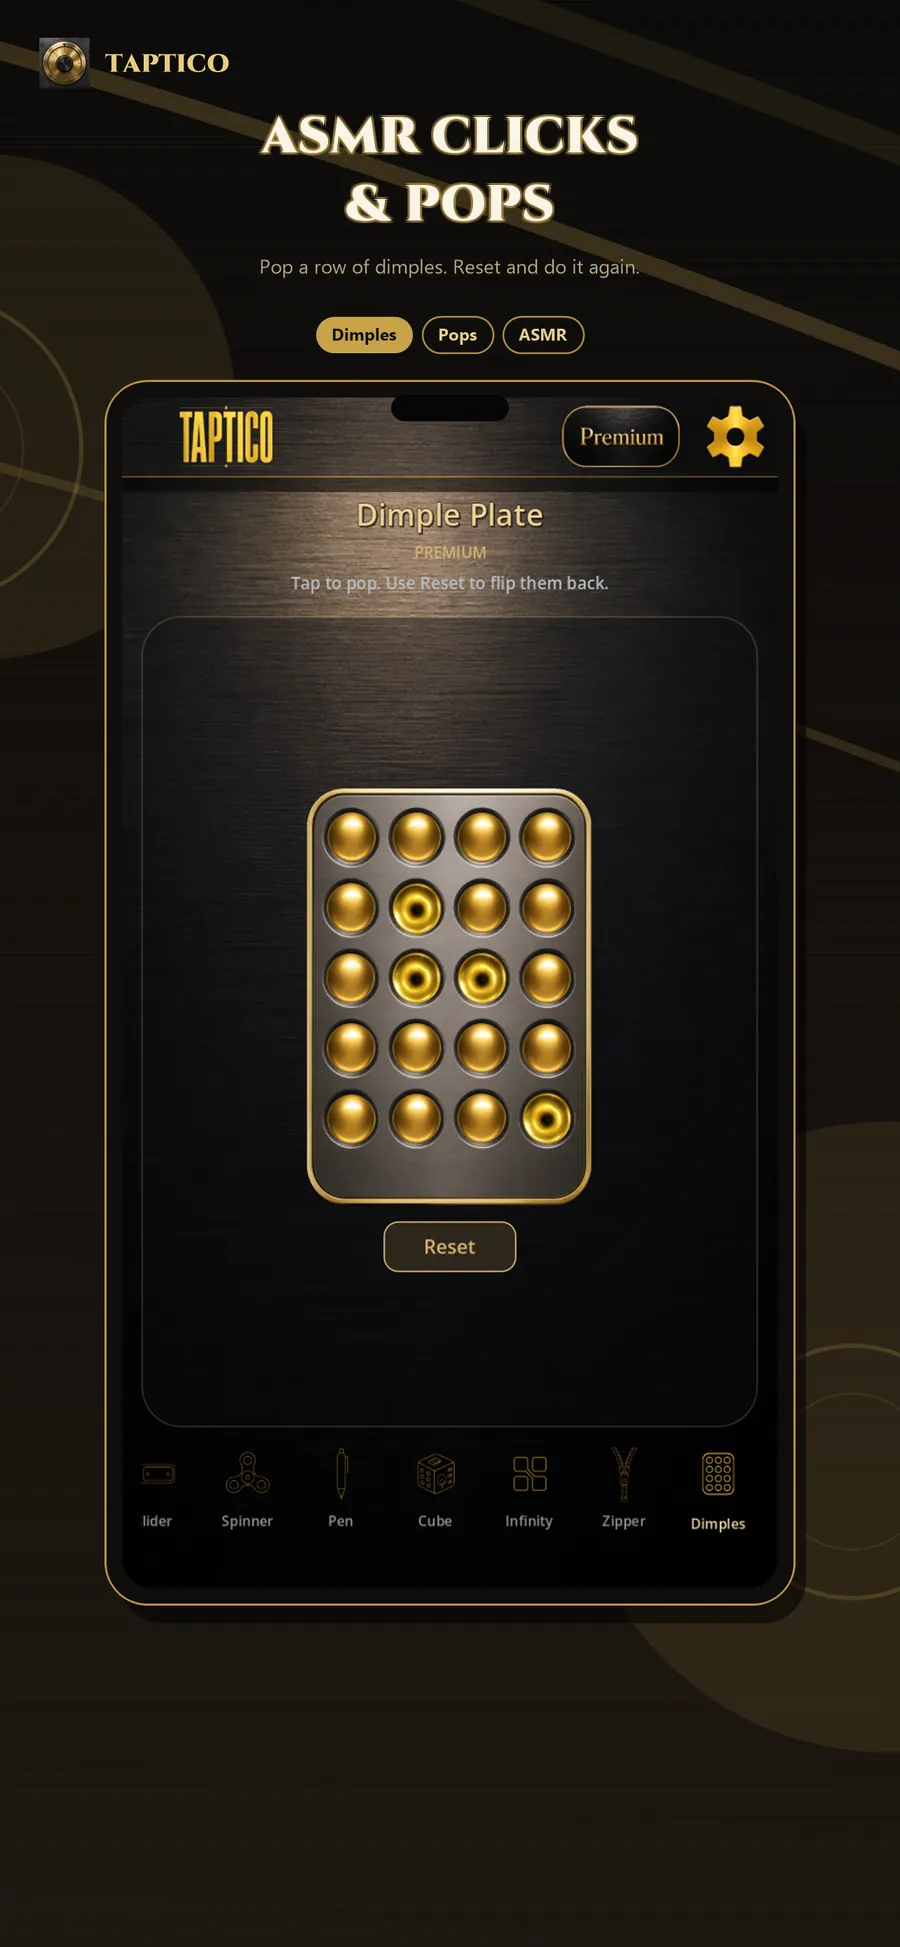 TAPTICO
ASMR CLICKS
& POPS
Pop a row of dimples. Reset and do it again.
Dimples Pops ASMR
TAPTICO Premium
Dimple Plate
PREMIUM
Tap to pop. Use Reset to flip them back.
Reset
lider Spinner Pen Cube Infinity Zipper Dimples